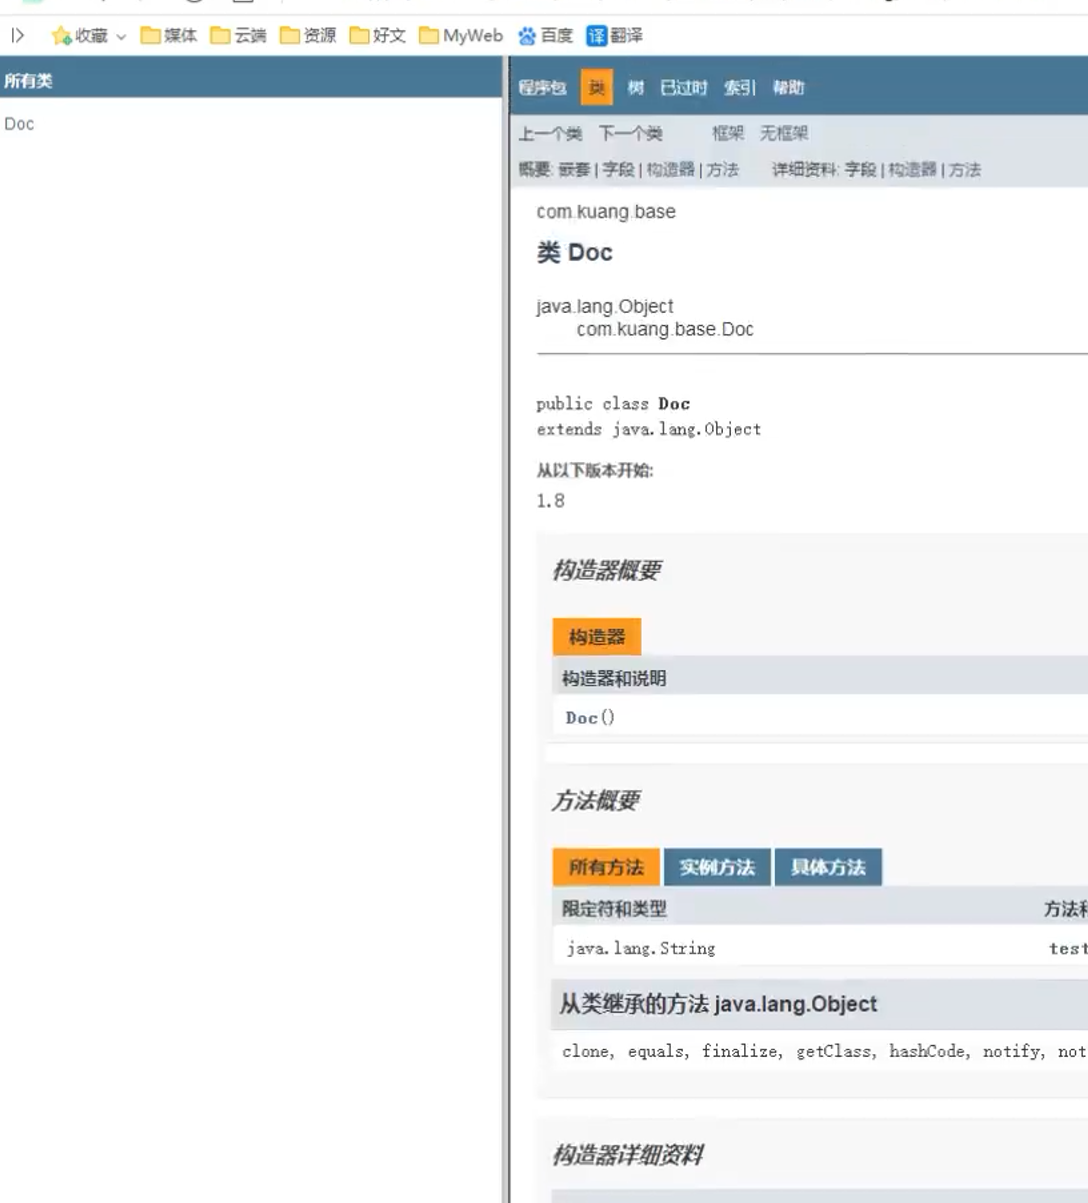 收藏 媒体 云端 资源 好文 MyWeb 百度 译 翻译
所有类
Doc
程序包 类 树 已过时 索引 帮助
上一个类 下一个类 框架 无框架
概要: 嵌套 | 字段 | 构造器 | 方法 详细资料: 字段 | 构造器 | 方法
com.kuang.base
类 Doc
java.lang.Object
com.kuang.base.Doc
public class Doc
extends java.lang.Object
从以下版本开始:
1.8
构造器概要
构造器
构造器和说明
Doc()
方法概要
所有方法 实例方法 具体方法
限定符和类型 方法和
java.lang.String test
从类继承的方法 java.lang.Object
clone, equals, finalize, getClass, hashCode, notify, not
构造器详细资料